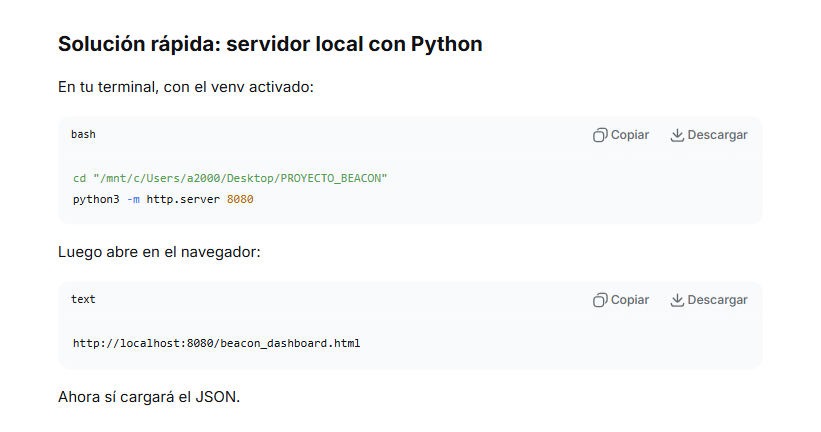 Solución rápida: servidor local con Python
En tu terminal, con el venv activado:
bash
Copiar
Descargar
cd "/mnt/c/Users/a2000/Desktop/PROYECTO_BEACON"
python3 -m http.server 8080
Luego abre en el navegador:
text
Copiar
Descargar
http://localhost:8080/beacon_dashboard.html
Ahora sí cargará el JSON.